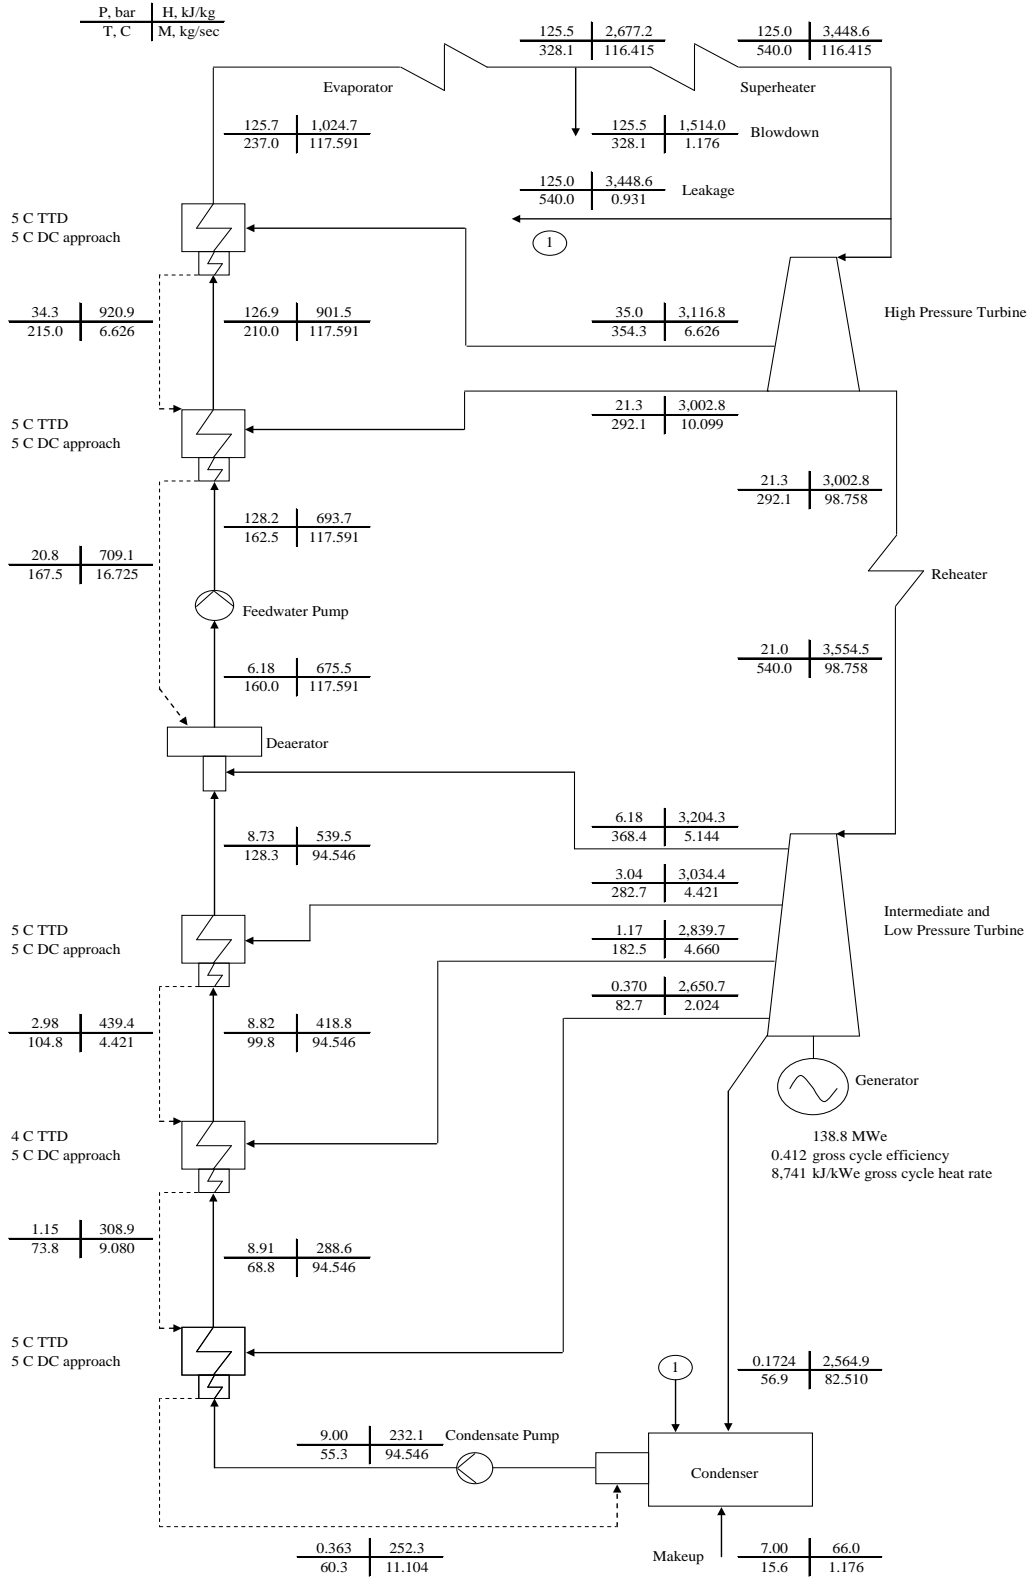 P, bar H, kJ/kg
T, C M, kg/sec
125.5 2,677.2
328.1 116.415
125.0 3,448.6
540.0 116.415
Evaporator
Superheater
125.7 1,024.7
237.0 117.591
125.5 1,514.0
328.1 1.176
Blowdown
125.0 3,448.6
540.0 0.931
Leakage
1
5 C TTD
5 C DC approach
34.3 920.9
215.0 6.626
126.9 901.5
210.0 117.591
35.0 3,116.8
354.3 6.626
High Pressure Turbine
5 C TTD
5 C DC approach
21.3 3,002.8
292.1 10.099
21.3 3,002.8
292.1 98.758
128.2 693.7
162.5 117.591
20.8 709.1
167.5 16.725
Reheater
Feedwater Pump
21.0 3,554.5
540.0 98.758
6.18 675.5
160.0 117.591
Deaerator
6.18 3,204.3
368.4 5.144
8.73 539.5
128.3 94.546
3.04 3,034.4
282.7 4.421
Intermediate and
Low Pressure Turbine
5 C TTD
5 C DC approach
1.17 2,839.7
182.5 4.660
0.370 2,650.7
82.7 2.024
2.98 439.4
104.8 4.421
8.82 418.8
99.8 94.546
Generator
138.8 MWe
0.412 gross cycle efficiency
8,741 kJ/kWe gross cycle heat rate
4 C TTD
5 C DC approach
1.15 308.9
73.8 9.080
8.91 288.6
68.8 94.546
5 C TTD
5 C DC approach
1
0.1724 2,564.9
56.9 82.510
9.00 232.1
55.3 94.546
Condensate Pump
Condenser
0.363 252.3
60.3 11.104
Makeup
7.00 66.0
15.6 1.176